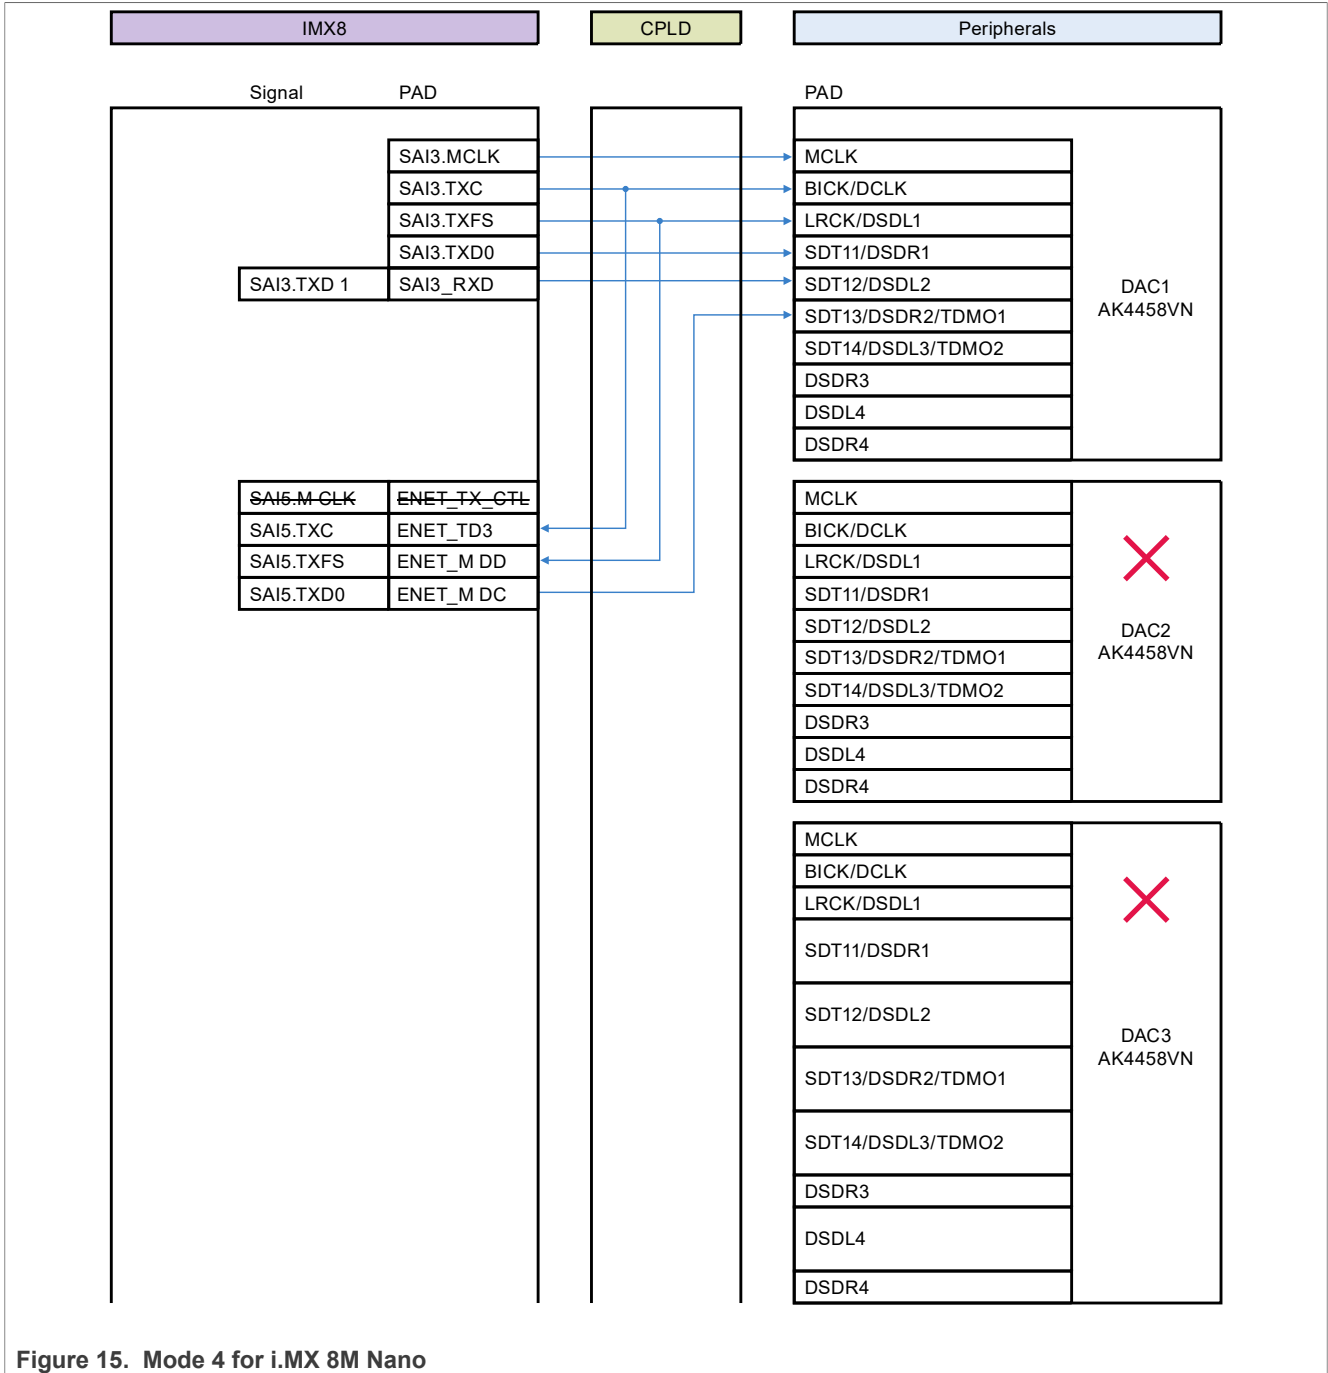 IMX8 CPLD Peripherals
Signal PAD PAD
SAI3.MCLK MCLK
SAI3.TXC BICK/DCLK
SAI3.TXFS LRCK/DSDL1
SAI3.TXD0 SDT11/DSDR1
SAI3.TXD 1 SAI3_RXD SDT12/DSDL2
DAC1
AK4458VN
SDT13/DSDR2/TDMO1
SDT14/DSDL3/TDMO2
DSDR3
DSDL4
DSDR4
SAI5.M CLK ENET_TX_CTL MCLK
SAI5.TXC ENET_TD3 BICK/DCLK
SAI5.TXFS ENET_M DD LRCK/DSDL1
SAI5.TXD0 ENET_M DC SDT11/DSDR1
SDT12/DSDL2
DAC2
AK4458VN
SDT13/DSDR2/TDMO1
SDT14/DSDL3/TDMO2
DSDR3
DSDL4
DSDR4
MCLK
BICK/DCLK
LRCK/DSDL1
SDT11/DSDR1
SDT12/DSDL2
DAC3
AK4458VN
SDT13/DSDR2/TDMO1
SDT14/DSDL3/TDMO2
DSDR3
DSDL4
DSDR4
Figure 15. Mode 4 for i.MX 8M Nano